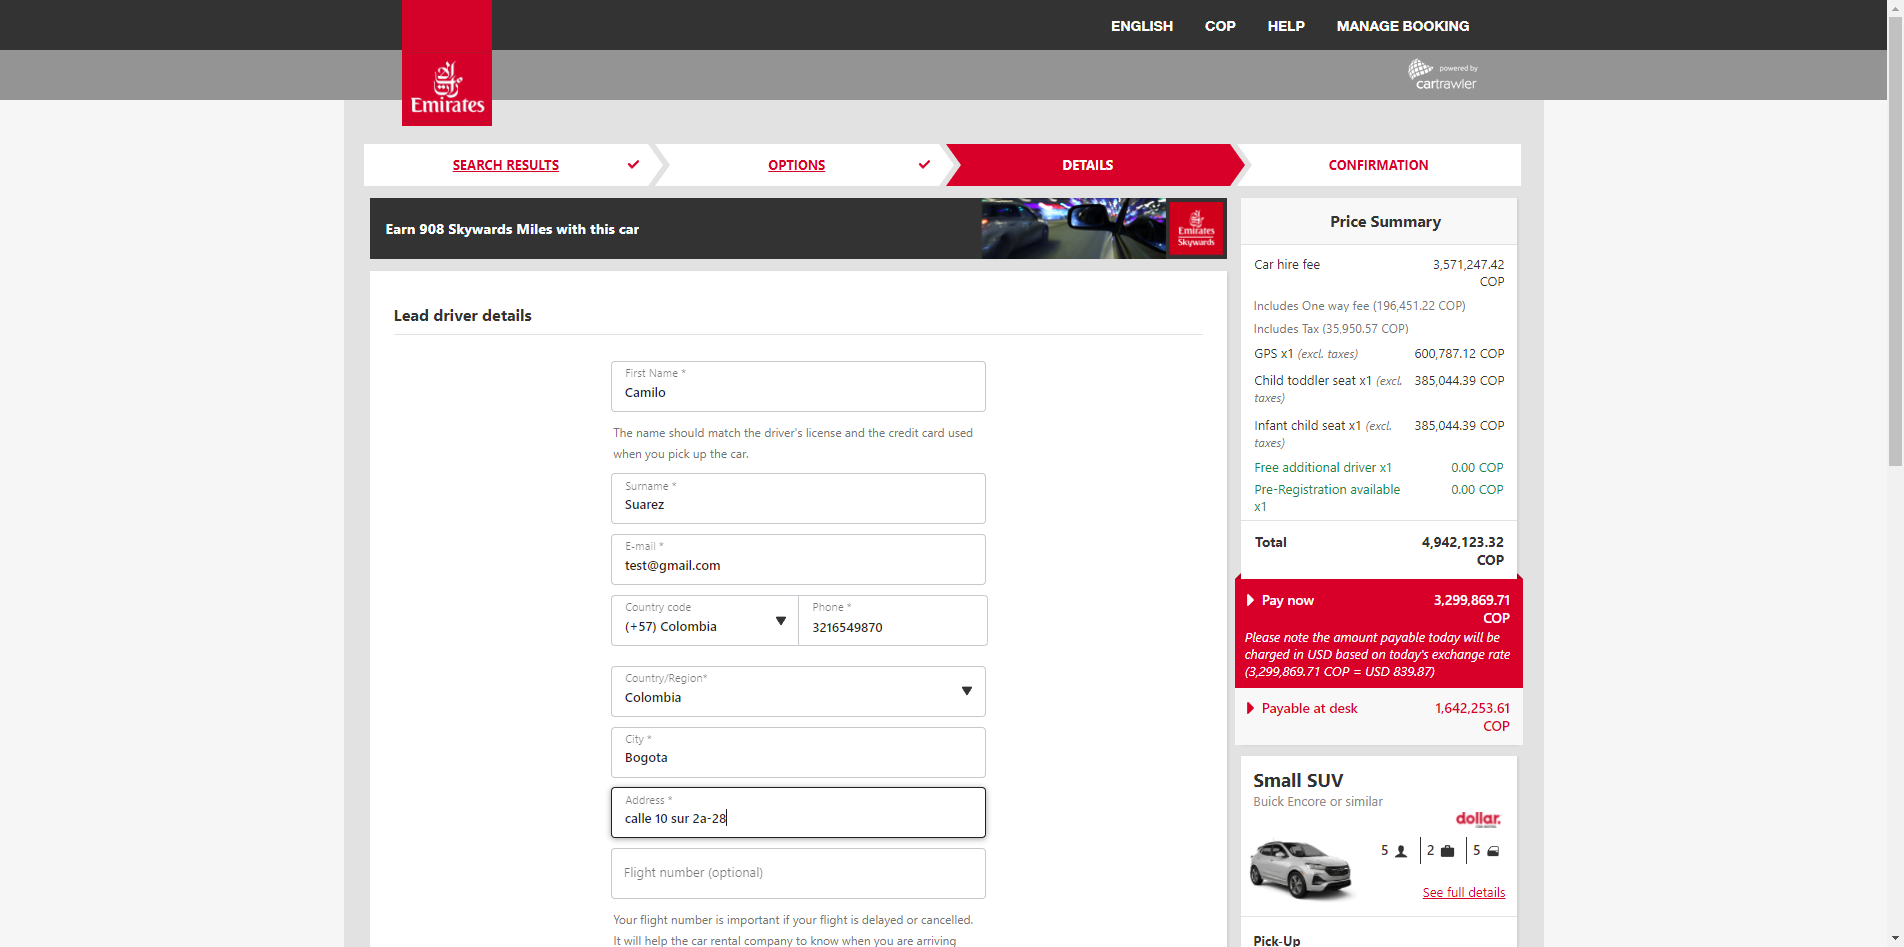 ENGLISH COP HELP MANAGE BOOKING
powered by
cartrawler
Emirates
SEARCH RESULTS OPTIONS DETAILS CONFIRMATION
Earn 908 Skywards Miles with this car
Emirates
Skywards
Lead driver details
First Name *
Camilo
The name should match the driver's license and the credit card used
when you pick up the car.
Surname *
Suarez
E-mail *
test@gmail.com
Country code
(+57) Colombia
Phone *
3216549870
Country/Region*
Colombia
City *
Bogota
Address *
calle 10 sur 2a-28
Flight number (optional)
Your flight number is important if your flight is delayed or cancelled.
It will help the car rental company to know when you are arriving
Price Summary
Car hire fee 3,571,247.42
COP
Includes One way fee (196,451.22 COP)
Includes Tax (35,950.57 COP)
GPS x1 (excl. taxes) 600,787.12 COP
Child toddler seat x1 (excl. 385,044.39 COP
taxes)
Infant child seat x1 (excl. 385,044.39 COP
taxes)
Free additional driver x1 0.00 COP
Pre-Registration available 0.00 COP
x1
Total 4,942,123.32
COP
Pay now 3,299,869.71
COP
Please note the amount payable today will be
charged in USD based on today's exchange rate
(3,299,869.71 COP = USD 839.87)
Payable at desk 1,642,253.61
COP
Small SUV
Buick Encore or similar
dollar.
5 2 5
See full details
Pick-Up